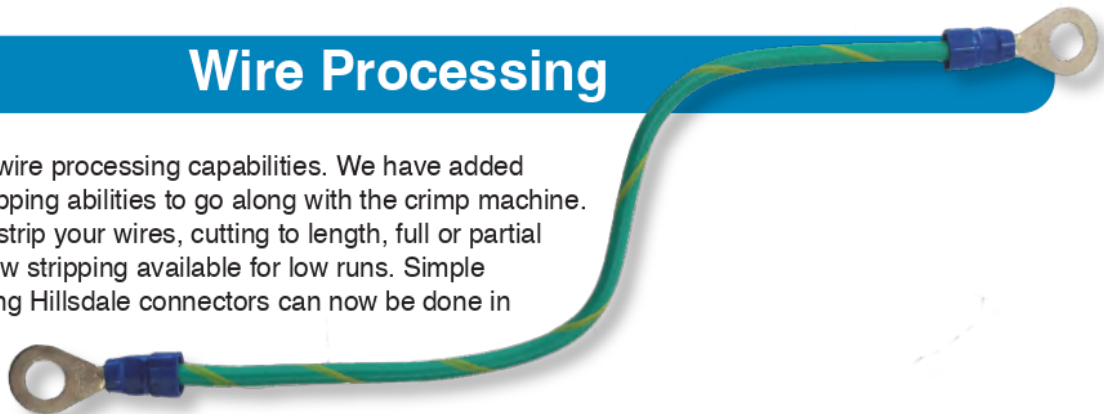 Wire Processing
wire processing capabilities. We have added
pping abilities to go along with the crimp machine.
strip your wires, cutting to length, full or partial
w stripping available for low runs. Simple
ng Hillsdale connectors can now be done in